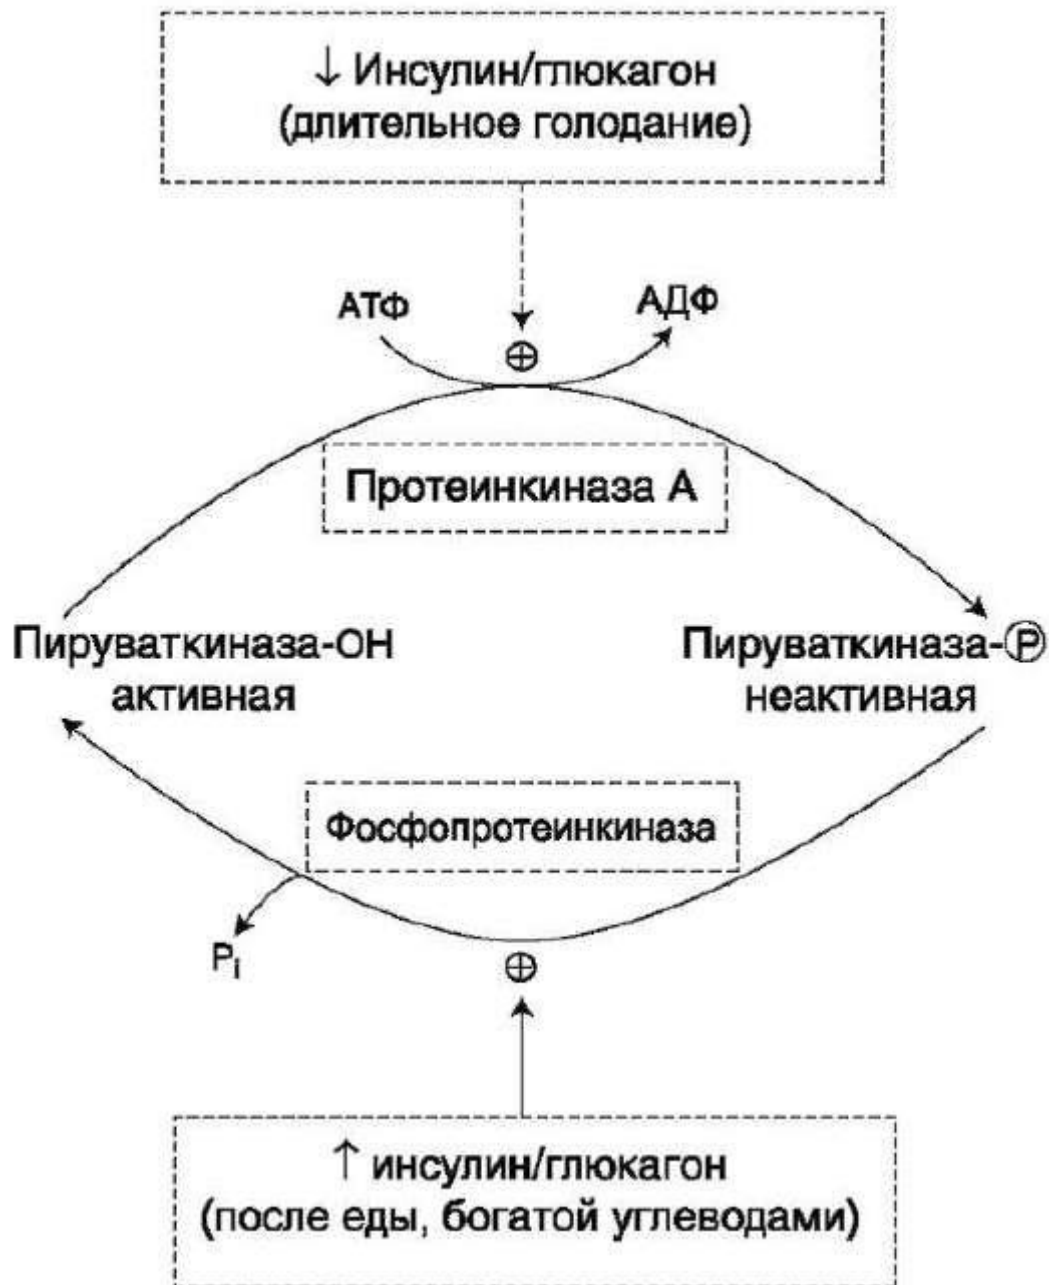 ↓ Инсулин/глюкагон
(длительное голодание)
АТФ
АДФ
⊕
Протеинкиназа А
Пируваткиназа-ОН
активная
Пируваткиназа-Ⓟ
неактивная
Фосфопротеинкиназа
Pᵢ
⊕
↑ инсулин/глюкагон
(после еды, богатой углеводами)